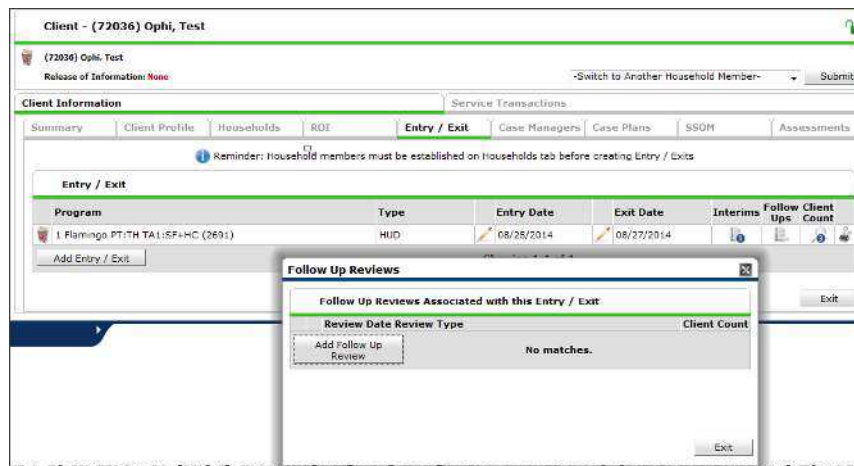 Client - (72036) Ophi, Test
(72036) Ophi, Test
Release of Information: None
-Switch to Another Household Member-
Submit
Client Information
Service Transactions
Summary
Client Profile
Households
ROI
Entry / Exit
Case Managers
Case Plans
SSOM
Assessments
Reminder: Household members must be established on Households tab before creating Entry / Exits
Entry / Exit
Program
Type
Entry Date
Exit Date
Interims
Follow Ups
Client Count
1 Flamingo PT:TH TA1:SF+HC (2691)
HUD
08/25/2014
08/27/2014
Add Entry / Exit
Exit
Follow Up Reviews
Follow Up Reviews Associated with this Entry / Exit
Review Date
Review Type
Client Count
Add Follow Up
Review
No matches.
Exit